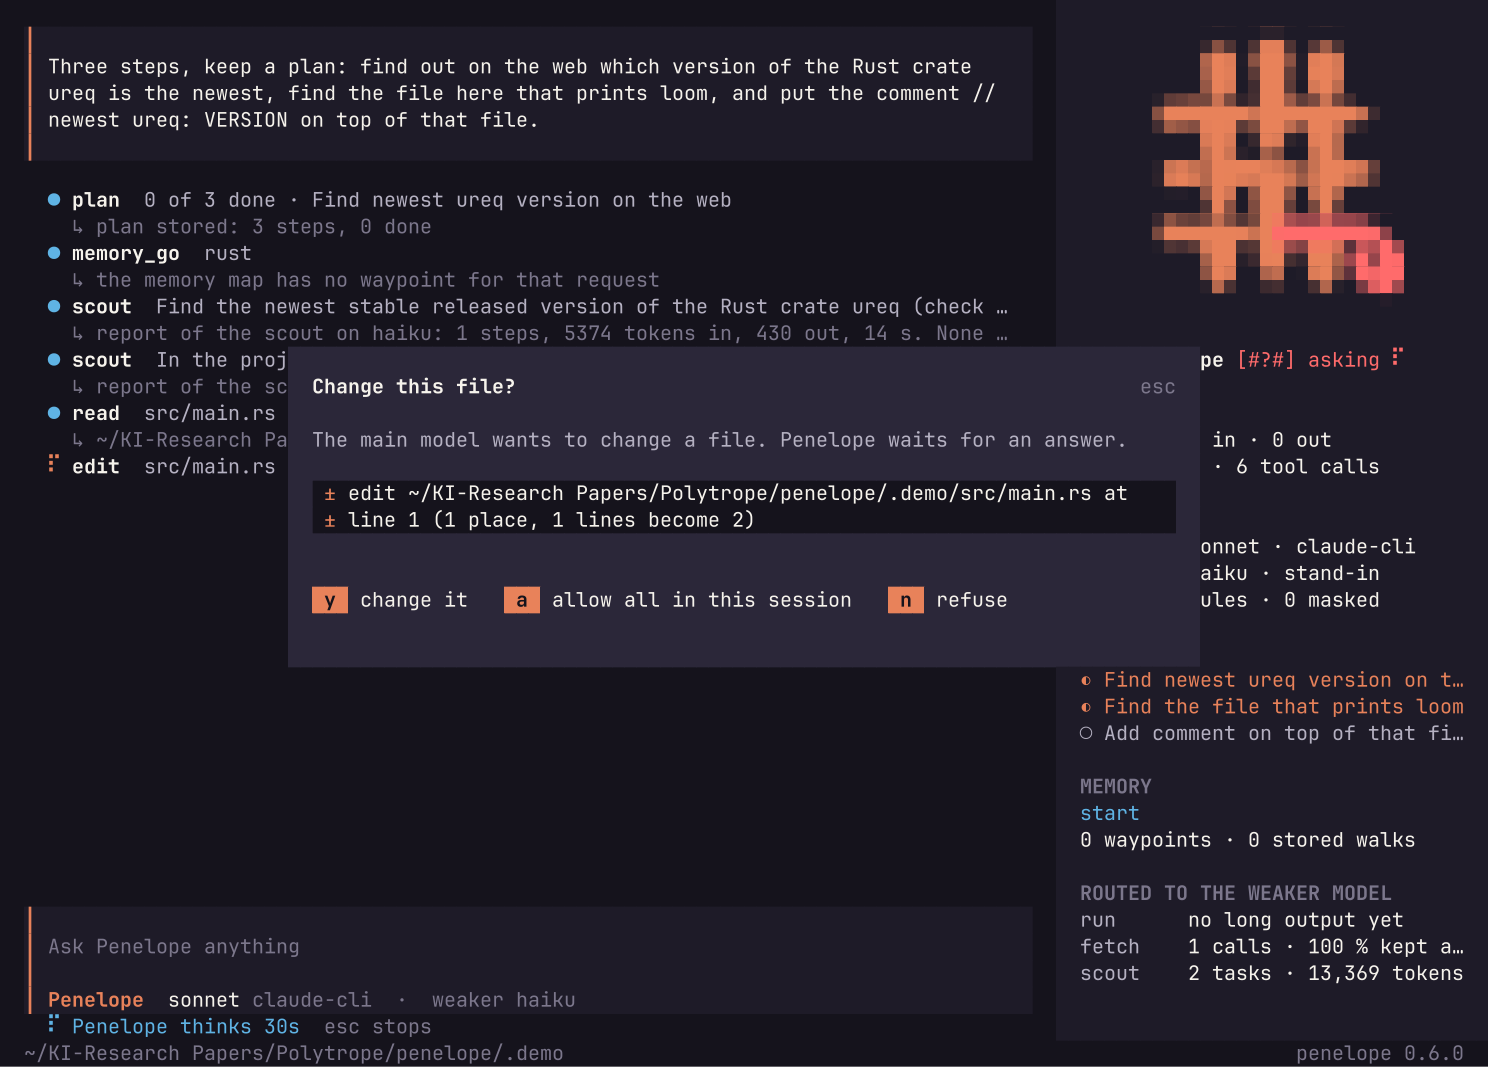 Three steps, keep a plan: find out on the web which version of the Rust crate
ureq is the newest, find the file here that prints loom, and put the comment //
newest ureq: VERSION on top of that file.
● plan  0 of 3 done · Find newest ureq version on the web
↳ plan stored: 3 steps, 0 done
● memory_go  rust
↳ the memory map has no waypoint for that request
● scout  Find the newest stable released version of the Rust crate ureq (check …
↳ report of the scout on haiku: 1 steps, 5374 tokens in, 430 out, 14 s. None …
● scout  In the proj
↳ report of the sc
● read  src/main.rs
↳ ~/KI-Research Pa
edit  src/main.rs
Change this file?  esc
The main model wants to change a file. Penelope waits for an answer.
± edit ~/KI-Research Papers/Polytrope/penelope/.demo/src/main.rs at
± line 1 (1 place, 1 lines become 2)
y change it  a allow all in this session  n refuse
pe [#?#] asking
in · 0 out
· 6 tool calls
onnet · claude-cli
aiku · stand-in
ules · 0 masked
◐ Find newest ureq version on t…
◐ Find the file that prints loom
○ Add comment on top of that fi…
MEMORY
start
0 waypoints · 0 stored walks
ROUTED TO THE WEAKER MODEL
run  no long output yet
fetch  1 calls · 100 % kept a…
scout  2 tasks · 13,369 tokens
Ask Penelope anything
Penelope  sonnet claude-cli  ·  weaker haiku
Penelope thinks 30s  esc stops
~/KI-Research Papers/Polytrope/penelope/.demo
penelope 0.6.0